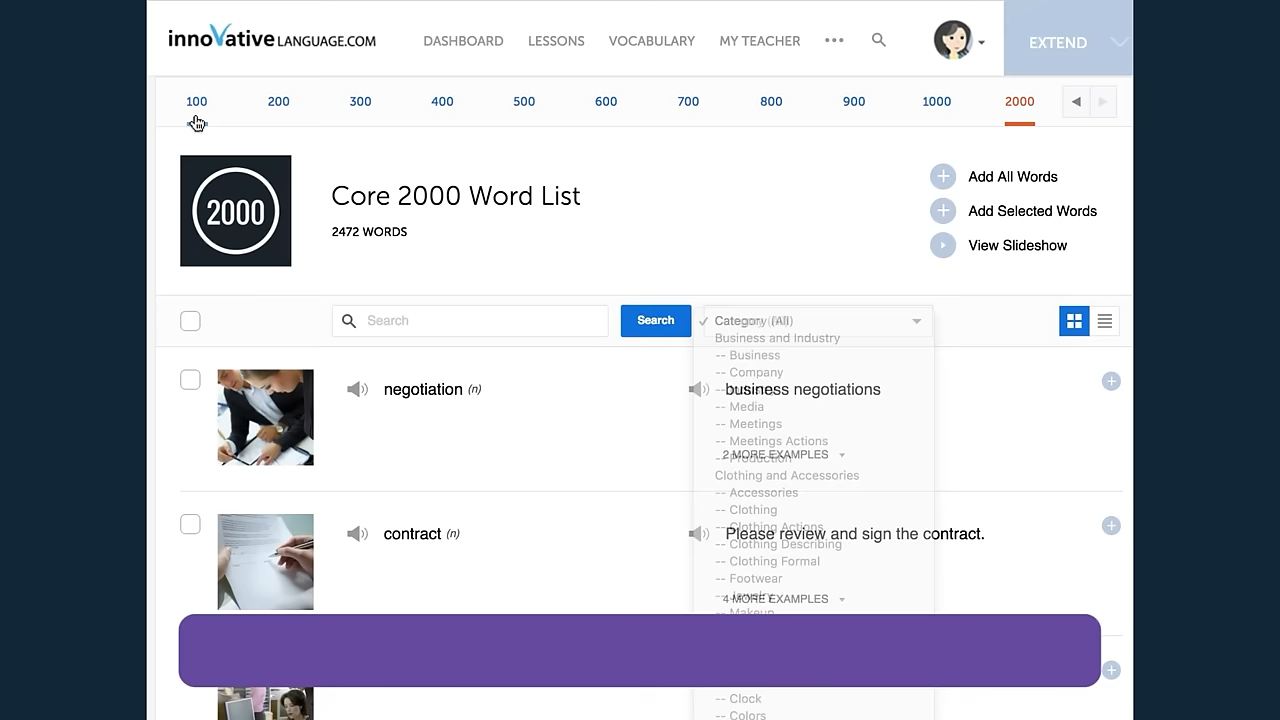 innoVative LANGUAGE.COM DASHBOARD LESSONS VOCABULARY MY TEACHER ••• EXTEND
100 200 300 400 500 600 700 800 900 1000 2000
2000
Core 2000 Word List
2472 WORDS
Add All Words
Add Selected Words
View Slideshow
Search
Search
Category (All)
Business and Industry
-- Business
-- Company
negotiation (n)
business negotiations
-- Media
-- Meetings
-- Meetings Actions
2 MORE EXAMPLES
-- Production
Clothing and Accessories
-- Accessories
-- Clothing
-- Clothing Actions
contract (n)
Please review and sign the contract.
-- Clothing Describing
-- Clothing Formal
-- Footwear
4 MORE EXAMPLES
-- Makeup
-- Clock
-- Colors